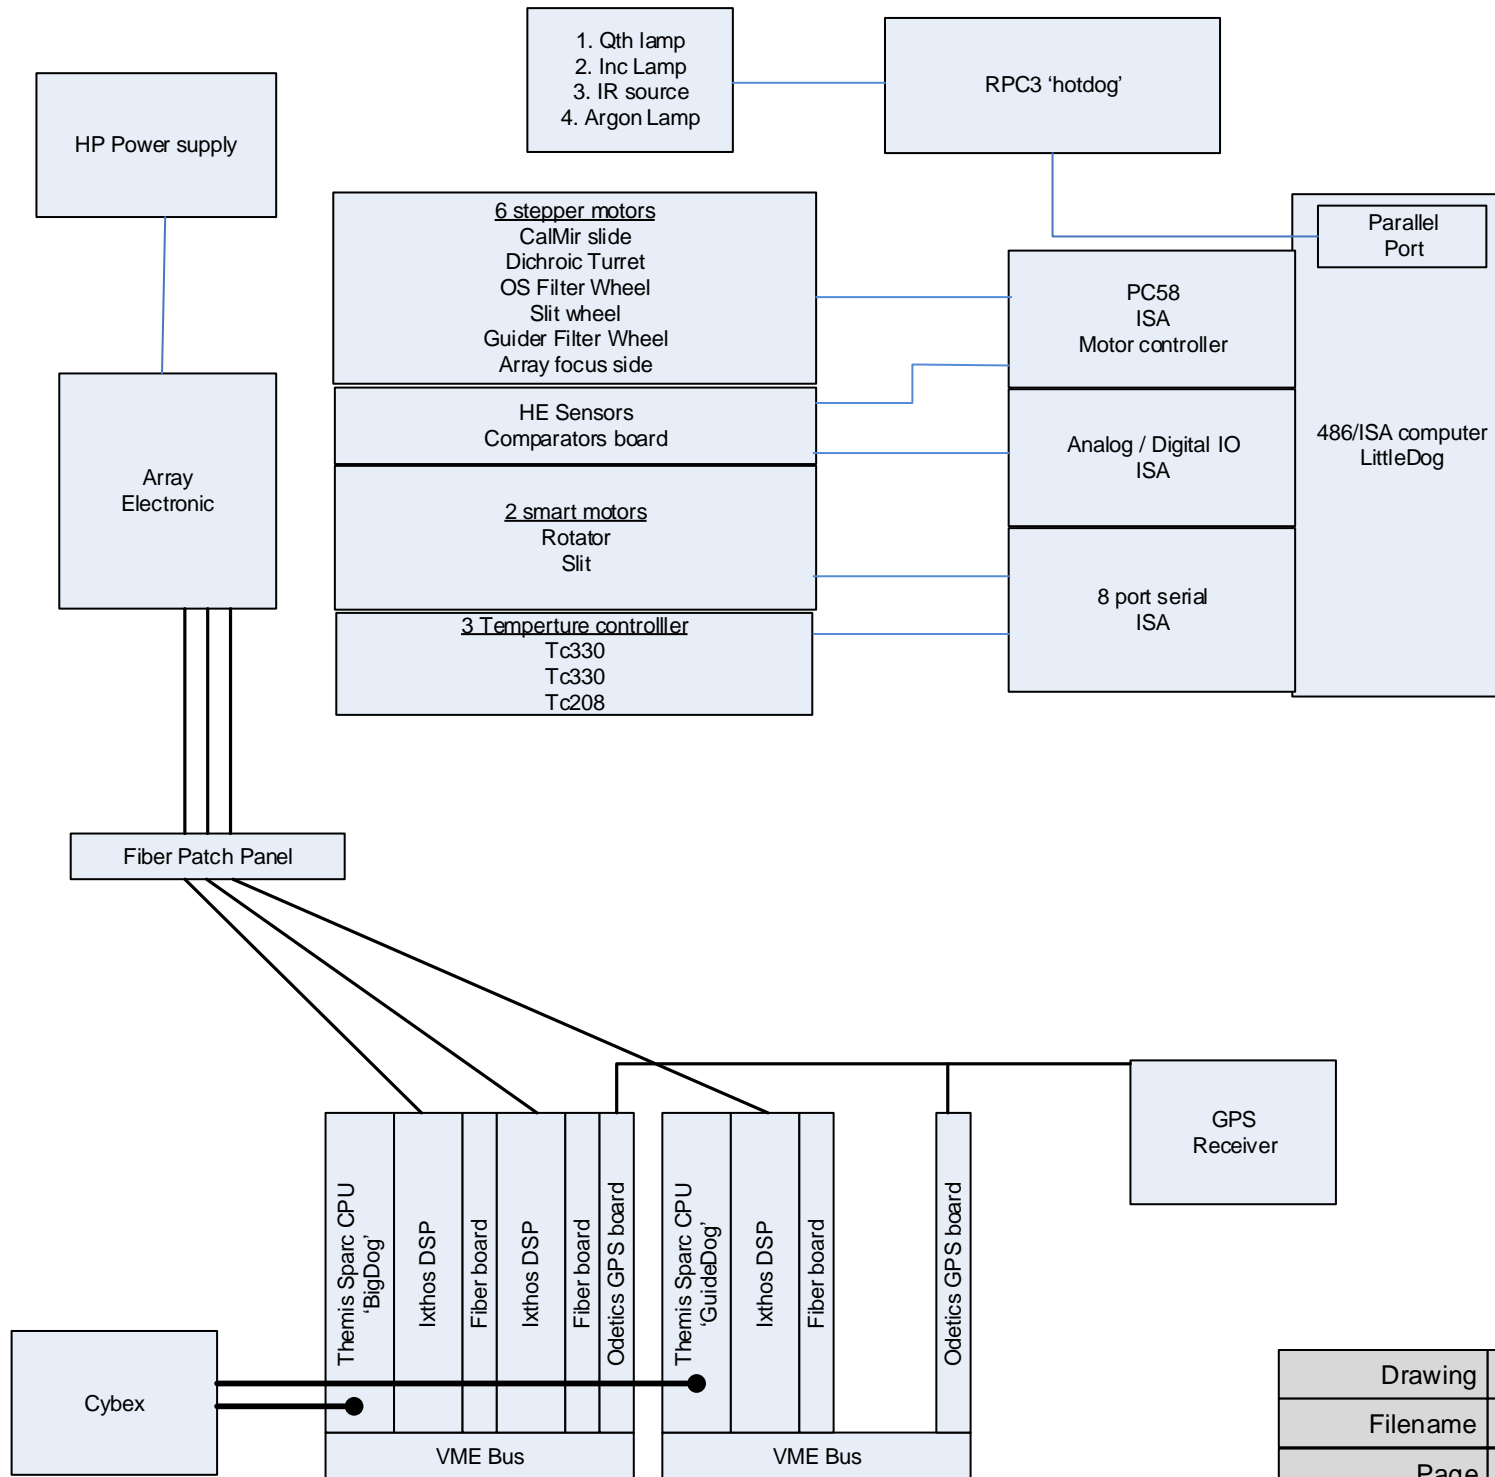 1. Qth lamp
2. Inc Lamp
3. IR source
4. Argon Lamp
RPC3 ‘hotdog’
HP Power supply
6 stepper motors
CalMir slide
Dichroic Turret
OS Filter Wheel
Slit wheel
Guider Filter Wheel
Array focus side
Parallel
Port
PC58
ISA
Motor controller
HE Sensors
Comparators board
Analog / Digital IO
ISA
486/ISA computer
LittleDog
Array
Electronic
2 smart motors
Rotator
Slit
8 port serial
ISA
3 Temperture controlller
Tc330
Tc330
Tc208
Fiber Patch Panel
GPS
Receiver
Themis Sparc CPU
‘BigDog’
Ixthos DSP
Fiber board
Ixthos DSP
Fiber board
Odetics GPS board
Themis Sparc CPU
‘GuideDog’
Ixthos DSP
Fiber board
Odetics GPS board
Cybex
VME Bus
VME Bus
Drawing
Filename
Page